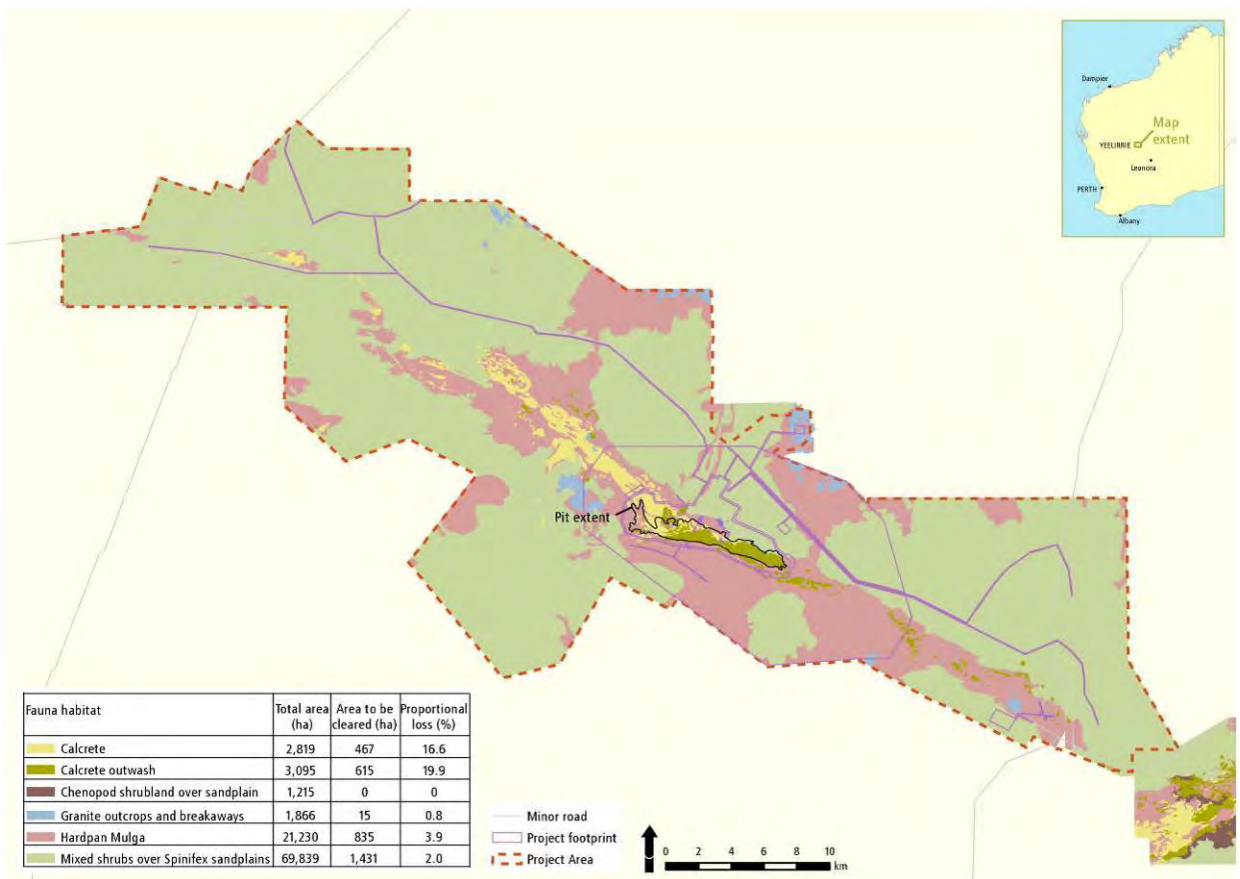 Dampier
Map
extent
YEELIRRIE
Leonora
PERTH
Albany
Pit extent
Fauna habitat Total area (ha) Area to be cleared (ha) Proportional loss (%)
Calcrete 2,819 467 16.6
Calcrete outwash 3,095 615 19.9
Chenopod shrubland over sandplain 1,215 0 0
Granite outcrops and breakaways 1,866 15 0.8
Hardpan Mulga 21,230 835 3.9
Mixed shrubs over Spinifex sandplains 69,839 1,431 2.0
Minor road
Project footprint
Project Area
0 2 4 6 8 10
km